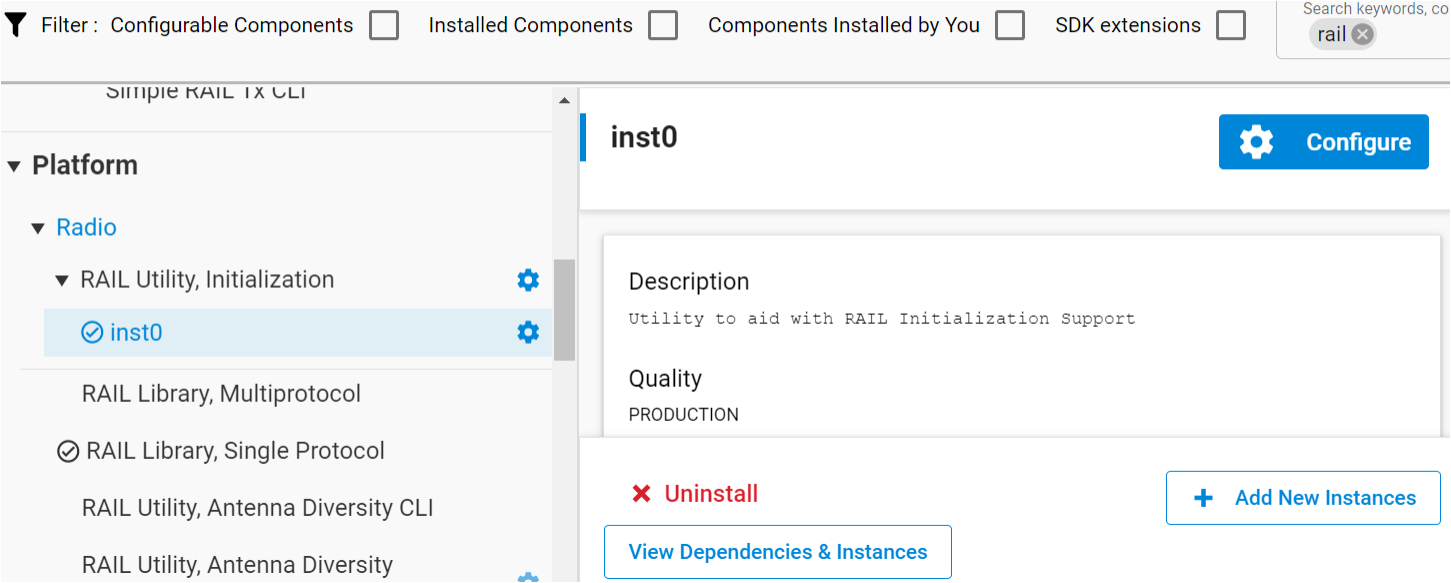 Filter : Configurable Components Installed Components Components Installed by You SDK extensions
Search keywords, co
rail
Simple RAIL Tx CLI
Platform
Radio
RAIL Utility, Initialization
inst0
RAIL Library, Multiprotocol
RAIL Library, Single Protocol
RAIL Utility, Antenna Diversity CLI
RAIL Utility, Antenna Diversity
inst0
Configure
Description
Utility to aid with RAIL Initialization Support
Quality
PRODUCTION
Uninstall
Add New Instances
View Dependencies & Instances